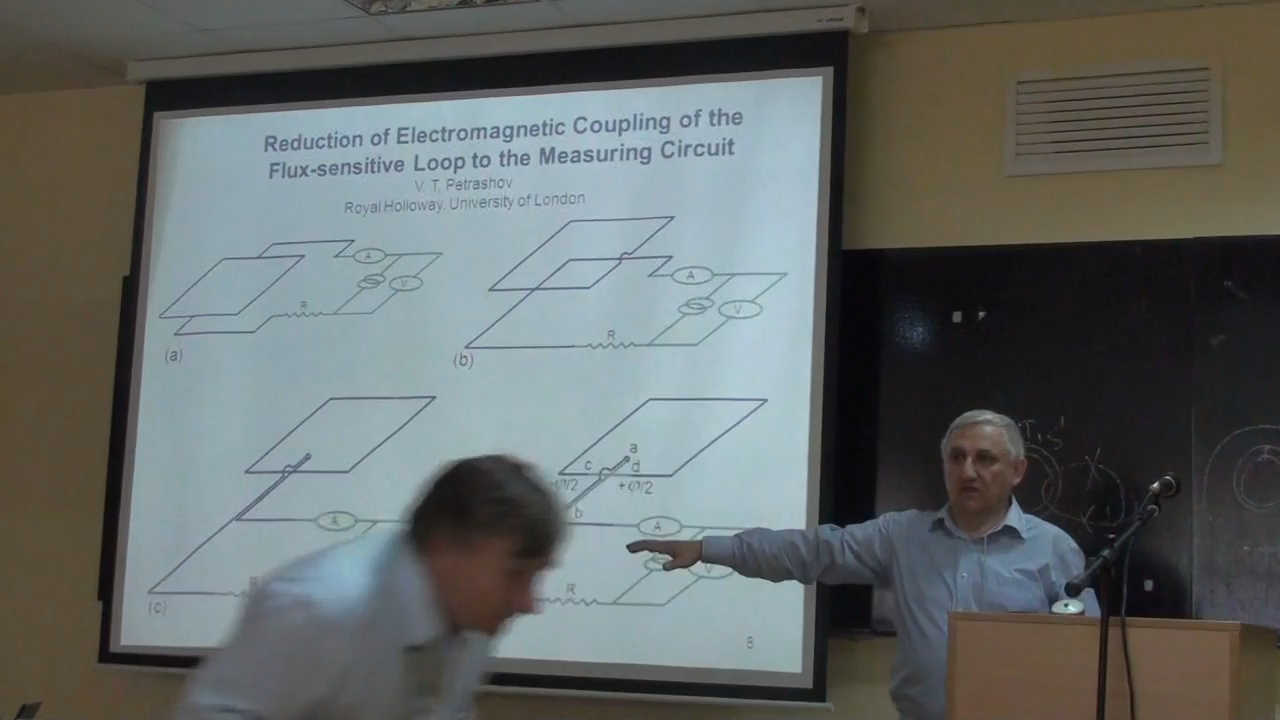 Reduction of Electromagnetic Coupling of the
Flux-sensitive Loop to the Measuring Circuit
V. T. Petrashov
Royal Holloway, University of London
A
V
R
(a)
A
V
R
(b)
A
(c)
a
c d
+φ/2
b
A
V
R
8